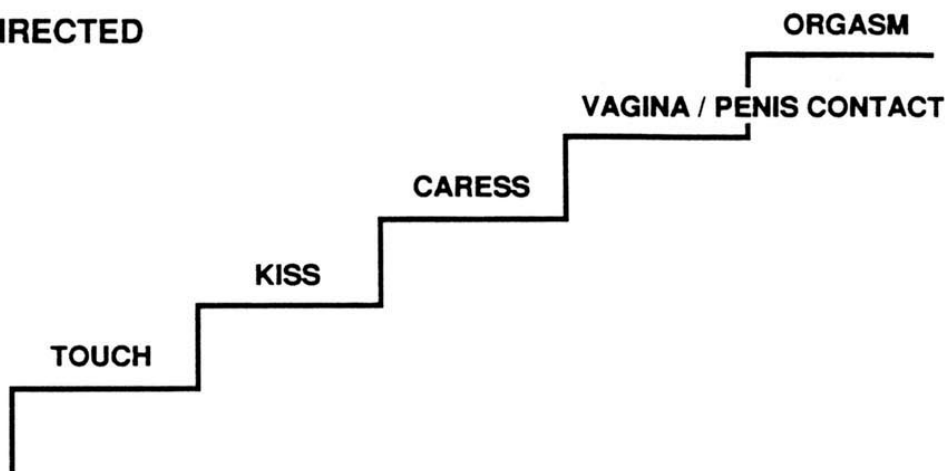 IRECTED
ORGASM
VAGINA / PENIS CONTACT
CARESS
KISS
TOUCH